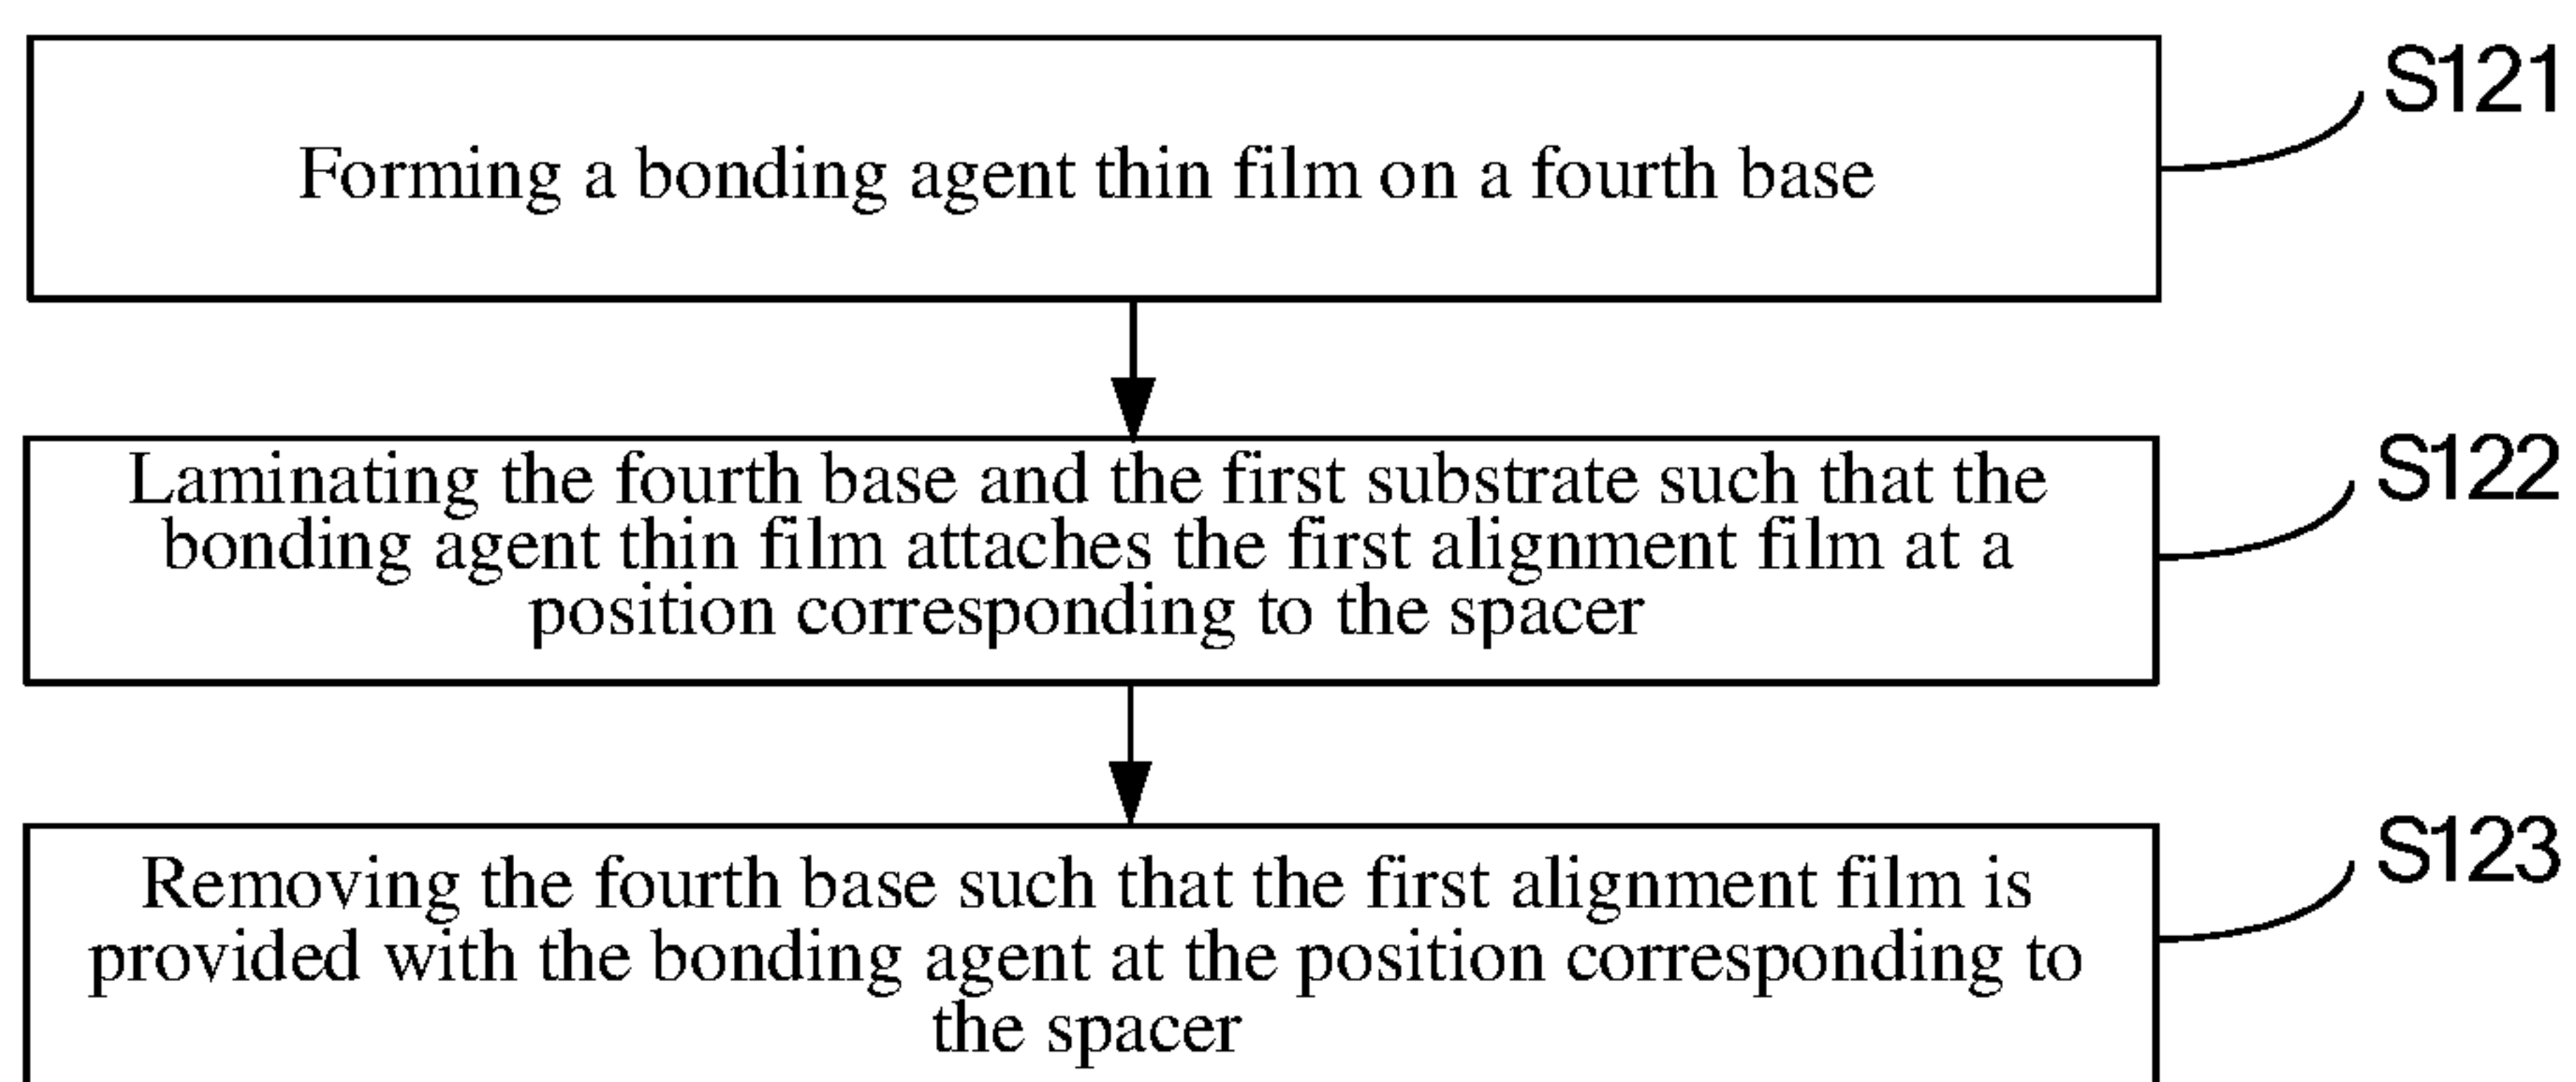 S121
Forming a bonding agent thin film on a fourth base
S122
Laminating the fourth base and the first substrate such that the
bonding agent thin film attaches the first alignment film at a
position corresponding to the spacer
S123
Removing the fourth base such that the first alignment film is
provided with the bonding agent at the position corresponding to
the spacer